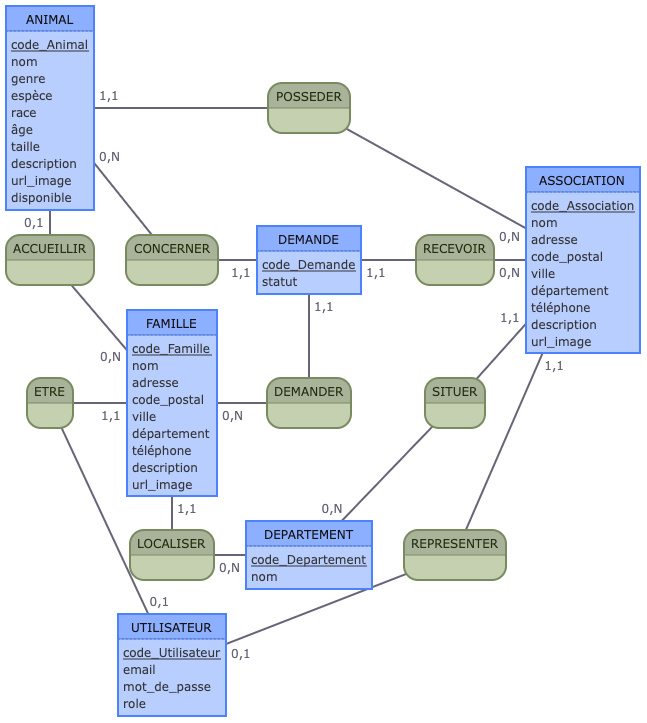 ANIMAL
code_Animal
nom
genre
espèce
race
âge
taille
description
url_image
disponible
1,1
POSSEDER
0,N
0,N
0,1
ACCUEILLIR
CONCERNER
1,1
DEMANDE
code_Demande
statut
1,1
RECEVOIR
0,N
ASSOCIATION
code_Association
nom
adresse
code_postal
ville
département
téléphone
description
url_image
1,1
1,1
1,1
0,N
FAMILLE
code_Famille
nom
adresse
code_postal
ville
département
téléphone
description
url_image
ETRE
1,1
0,N
DEMANDER
SITUER
0,N
1,1
LOCALISER
0,N
DEPARTEMENT
code_Departement
nom
REPRESENTER
0,1
UTILISATEUR
code_Utilisateur
email
mot_de_passe
role
0,1